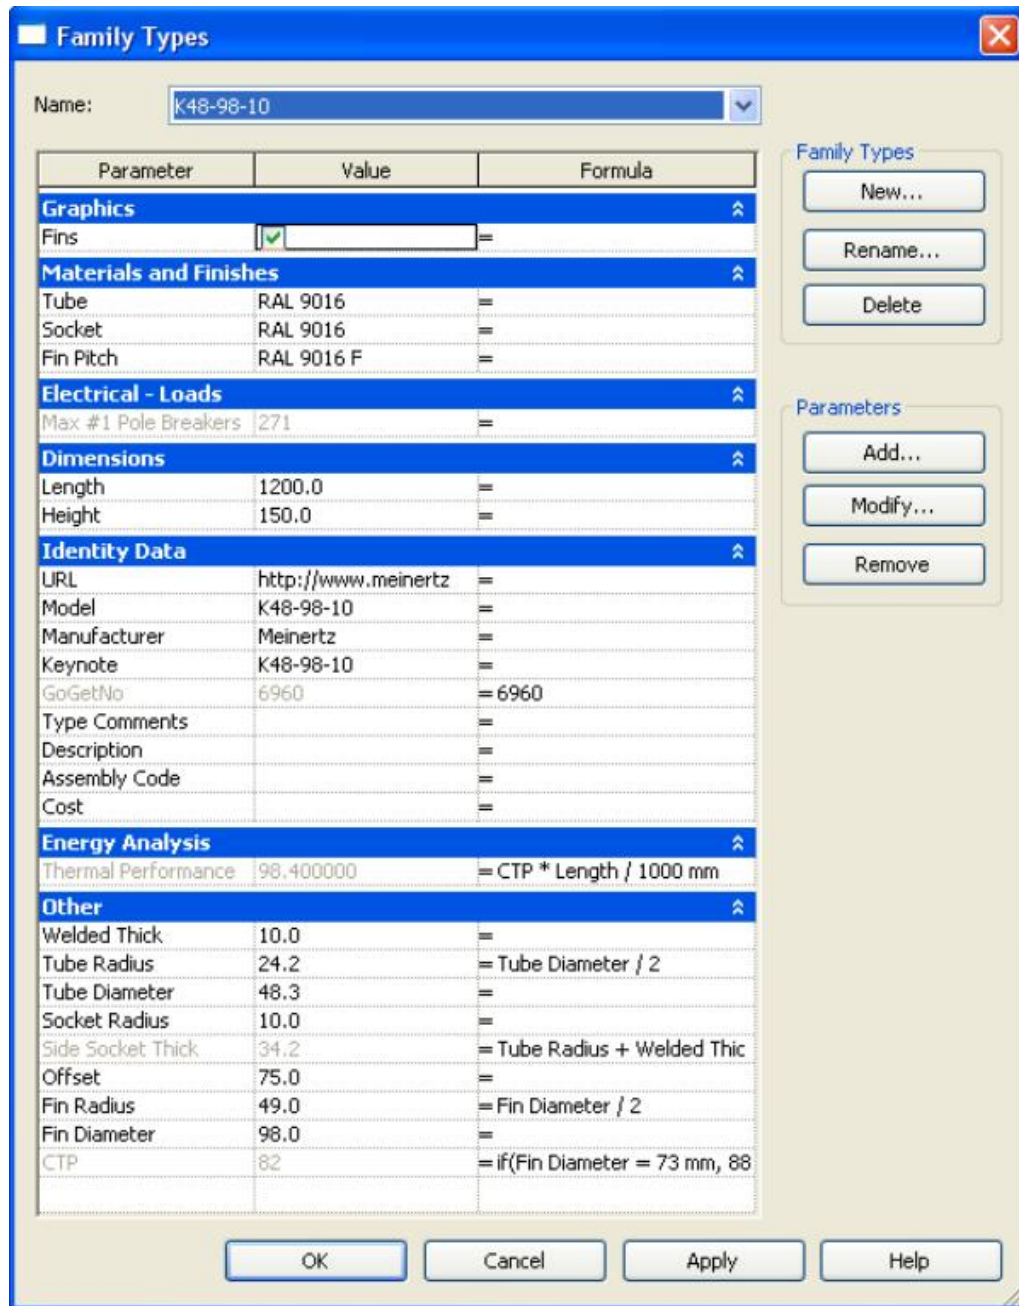 Family Types
Name: K48-98-10
Parameter Value Formula
Graphics
Fins =
Materials and Finishes
Tube RAL 9016 =
Socket RAL 9016 =
Fin Pitch RAL 9016 F =
Electrical - Loads
Max #1 Pole Breakers 271 =
Dimensions
Length 1200.0 =
Height 150.0 =
Identity Data
URL http://www.meinertz =
Model K48-98-10 =
Manufacturer Meinertz =
Keynote K48-98-10 =
GoGetNo 6960 = 6960
Type Comments =
Description =
Assembly Code =
Cost =
Energy Analysis
Thermal Performance 98.400000 = CTP * Length / 1000 mm
Other
Welded Thick 10.0 =
Tube Radius 24.2 = Tube Diameter / 2
Tube Diameter 48.3 =
Socket Radius 10.0 =
Side Socket Thick 34.2 = Tube Radius + Welded Thic
Offset 75.0 =
Fin Radius 49.0 = Fin Diameter / 2
Fin Diameter 98.0 =
CTP 82 = if(Fin Diameter = 73 mm, 88
Family Types
New...
Rename...
Delete
Parameters
Add...
Modify...
Remove
OK Cancel Apply Help